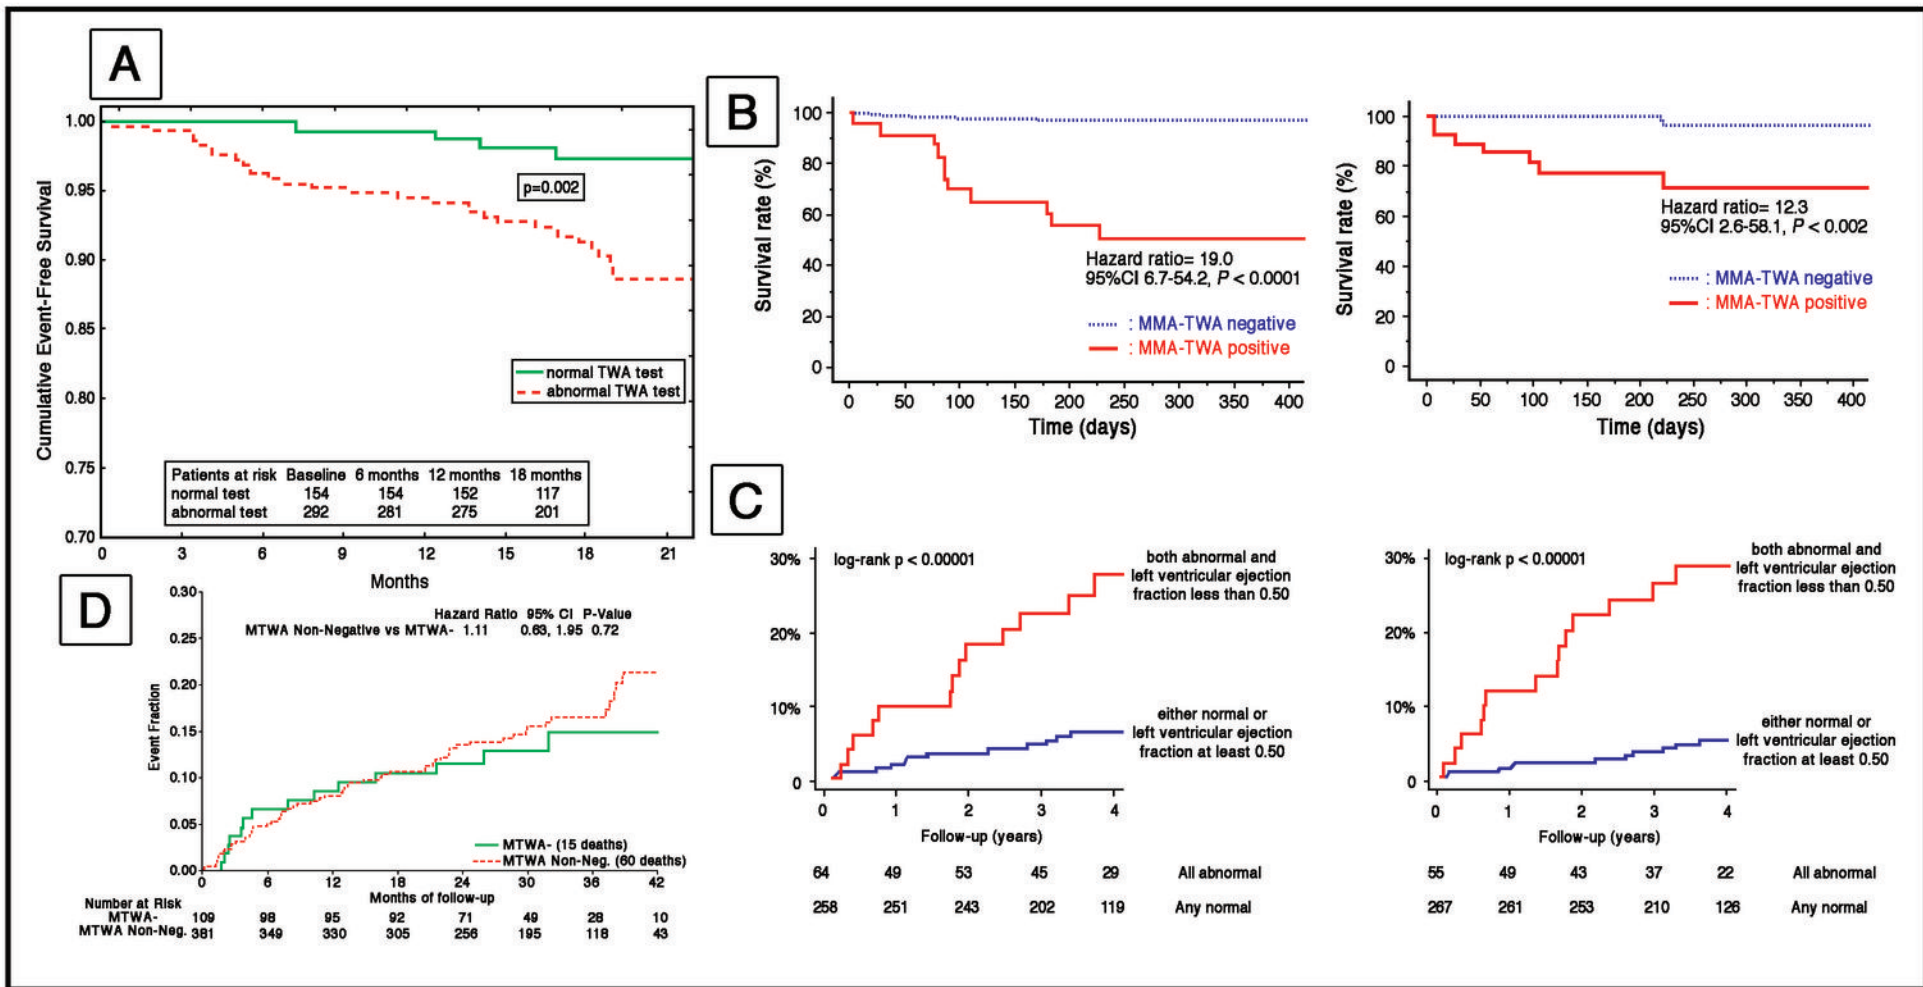 A
1.00
0.95
0.90
0.85
0.80
0.75
0.70
Cumulative Event-Free Survival
p=0.002
normal TWA test
abnormal TWA test
Patients at risk Baseline 6 months 12 months 18 months
normal test 154 154 152 117
abnormal test 292 281 275 201
0 3 6 9 12 15 18 21
Months
B
100
80
60
40
20
0
Survival rate (%)
Hazard ratio= 19.0
95%CI 6.7-54.2, P < 0.0001
: MMA-TWA negative
: MMA-TWA positive
0 50 100 150 200 250 300 350 400
Time (days)
100
80
60
40
20
0
Survival rate (%)
Hazard ratio= 12.3
95%CI 2.6-58.1, P < 0.002
: MMA-TWA negative
: MMA-TWA positive
0 50 100 150 200 250 300 350 400
Time (days)
C
30%
20%
10%
0
log-rank p < 0.00001
both abnormal and
left ventricular ejection
fraction less than 0.50
either normal or
left ventricular ejection
fraction at least 0.50
0 1 2 3 4
Follow-up (years)
64 49 53 45 29 All abnormal
258 251 243 202 119 Any normal
30%
20%
10%
0
log-rank p < 0.00001
both abnormal and
left ventricular ejection
fraction less than 0.50
either normal or
left ventricular ejection
fraction at least 0.50
0 1 2 3 4
Follow-up (years)
55 49 43 37 22 All abnormal
267 261 253 210 126 Any normal
D
0.30
0.25
0.20
0.15
0.10
0.05
0.00
Event Fraction
Hazard Ratio 95% CI P-Value
MTWA Non-Negative vs MTWA- 1.11 0.63, 1.95 0.72
MTWA- (15 deaths)
MTWA Non-Neg. (60 deaths)
0 6 12 18 24 30 36 42
Months of follow-up
Number at Risk
MTWA- 109 98 95 92 71 49 28 10
MTWA Non-Neg. 381 349 330 305 256 195 118 43